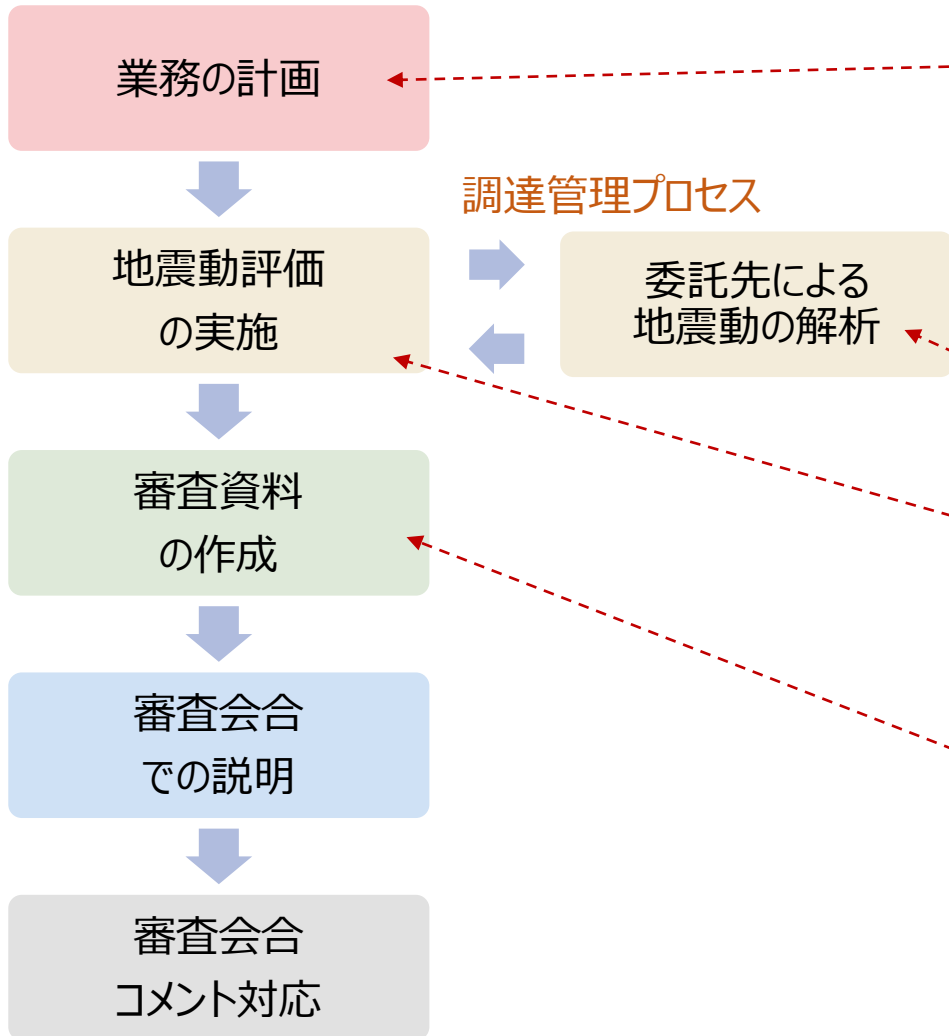 業務の計画
調達管理プロセス
地震動評価
の実施
委託先による
地震動の解析
審査資料
の作成
審査会合
での説明
審査会合
コメント対応